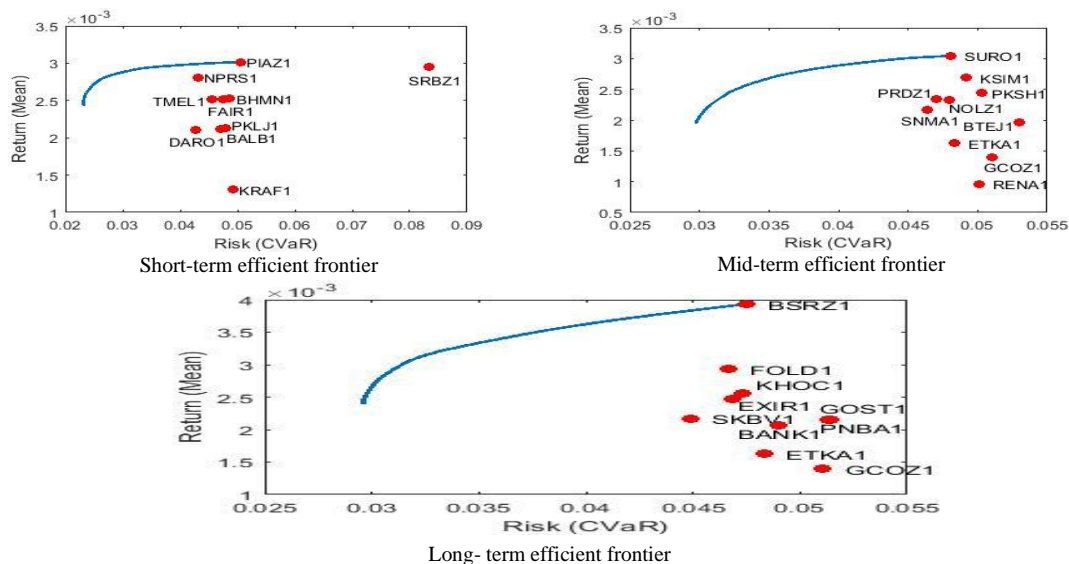 × 10⁻³
3.5
3
2.5
2
1.5
1
Return (Mean)
PIAZ1
NPRS1
SRBZ1
TMEL1
BHMN1
FAIR1
PKLJ1
DARO1
BALB1
KRAF1
0.02 0.03 0.04 0.05 0.06 0.07 0.08 0.09
Risk (CVaR)
Short-term efficient frontier
× 10⁻³
3.5
3
2.5
2
1.5
1
0.5
Return (Mean)
SURO1
KSIM1
PKSH1
PRDZ1
NOLZ1
SNMA1
BTEJ1
ETKA1
GCOZ1
RENA1
0.025 0.03 0.035 0.04 0.045 0.05 0.055
Risk (CVaR)
Mid-term efficient frontier
× 10⁻³
4
3.5
3
2.5
2
1.5
1
Return (Mean)
BSRZ1
FOLD1
KHOC1
EXIR1
GOST1
SKBV1
PNBA1
BANK1
ETKA1
GCOZ1
0.025 0.03 0.035 0.04 0.045 0.05 0.055
Risk (CVaR)
Long- term efficient frontier